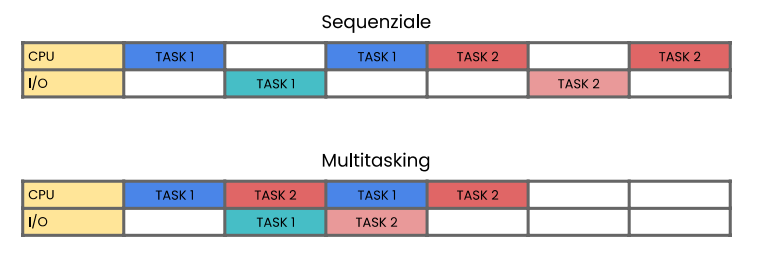 Sequenziale
CPU TASK 1 TASK 1 TASK 2 TASK 2
I/O TASK 1 TASK 2
Multitasking
CPU TASK 1 TASK 2 TASK 1 TASK 2
I/O TASK 1 TASK 2